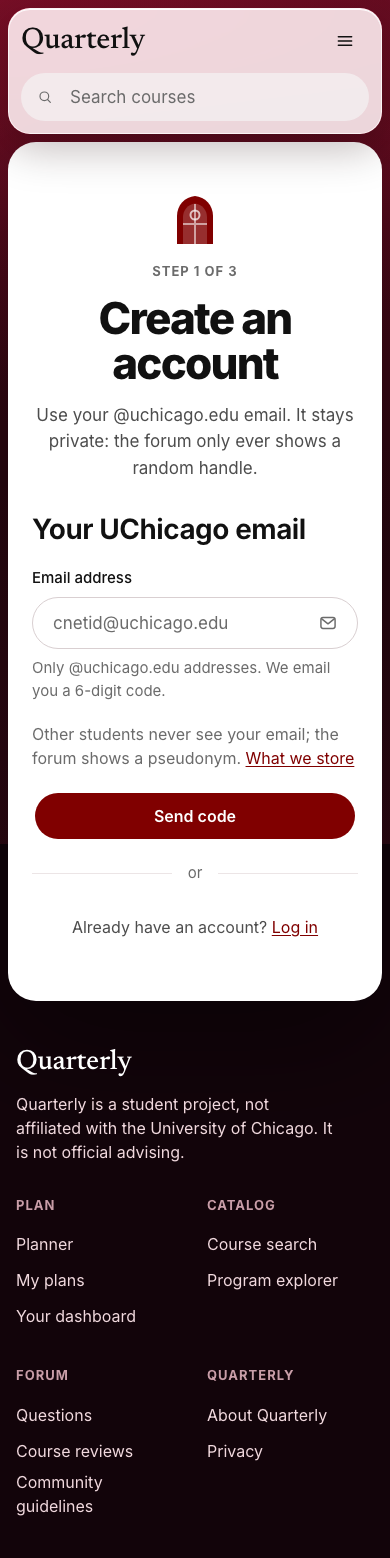 Quarterly
Search courses
STEP 1 OF 3
Create an
account
Use your @uchicago.edu email. It stays
private: the forum only ever shows a
random handle.
Your UChicago email
Email address
cnetid@uchicago.edu
Only @uchicago.edu addresses. We email
you a 6-digit code.
Other students never see your email; the
forum shows a pseudonym. What we store
Send code
or
Already have an account? Log in
Quarterly
Quarterly is a student project, not
affiliated with the University of Chicago. It
is not official advising.
PLAN
Planner
My plans
Your dashboard
CATALOG
Course search
Program explorer
FORUM
Questions
Course reviews
Community
guidelines
QUARTERLY
About Quarterly
Privacy